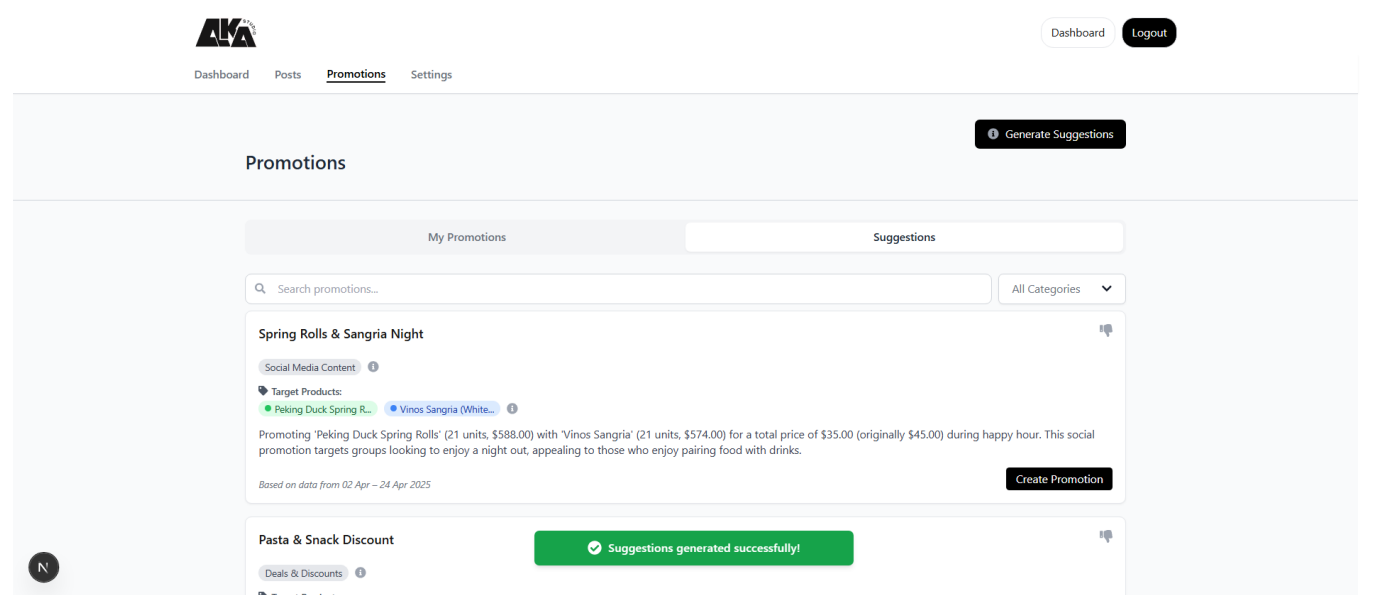 AKA STUDIO
Dashboard
Logout
Dashboard
Posts
Promotions
Settings
Generate Suggestions
Promotions
My Promotions
Suggestions
Search promotions...
All Categories
Spring Rolls & Sangria Night
Social Media Content
Target Products:
Peking Duck Spring R...
Vinos Sangria (White...
Promoting 'Peking Duck Spring Rolls' (21 units, $588.00) with 'Vinos Sangria' (21 units, $574.00) for a total price of $35.00 (originally $45.00) during happy hour. This social
promotion targets groups looking to enjoy a night out, appealing to those who enjoy pairing food with drinks.
Based on data from 02 Apr – 24 Apr 2025
Create Promotion
Pasta & Snack Discount
Suggestions generated successfully!
N
Deals & Discounts